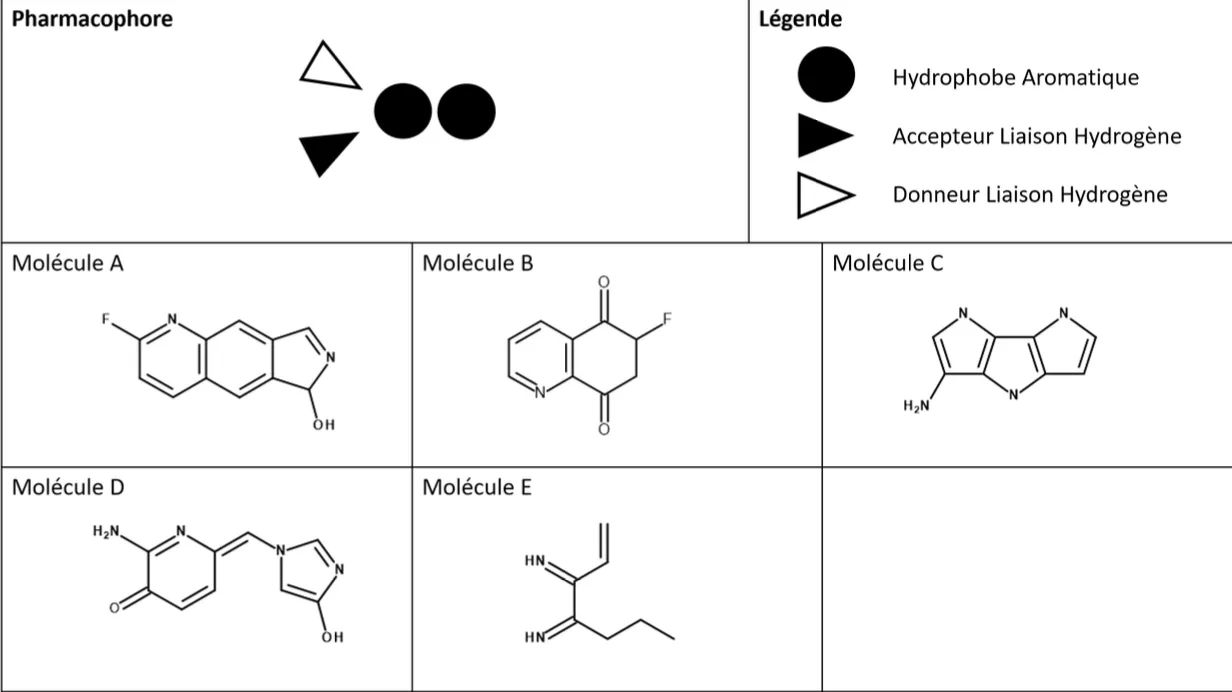 Pharmacophore
Légende
Hydrophobe Aromatique
Accepteur Liaison Hydrogène
Donneur Liaison Hydrogène
Molécule A
F
N
N
OH
Molécule B
O
F
N
O
Molécule C
N
N
N
H₂N
Molécule D
H₂N
N
N
N
O
OH
Molécule E
HN
HN